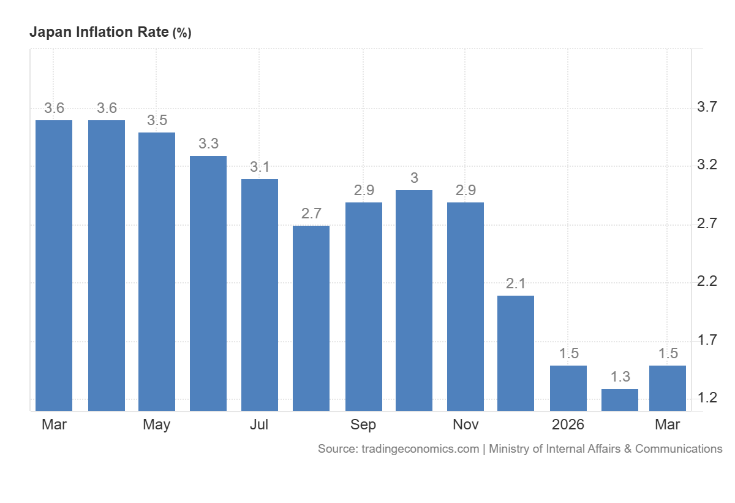 Japan Inflation Rate (%)
3.6 3.6 3.5 3.3 3.1 2.7 2.9 3 2.9 2.1 1.5 1.3 1.5
3.7
3.2
2.7
2.2
1.7
1.2
Mar May Jul Sep Nov 2026 Mar
Source: tradingeconomics.com | Ministry of Internal Affairs & Communications